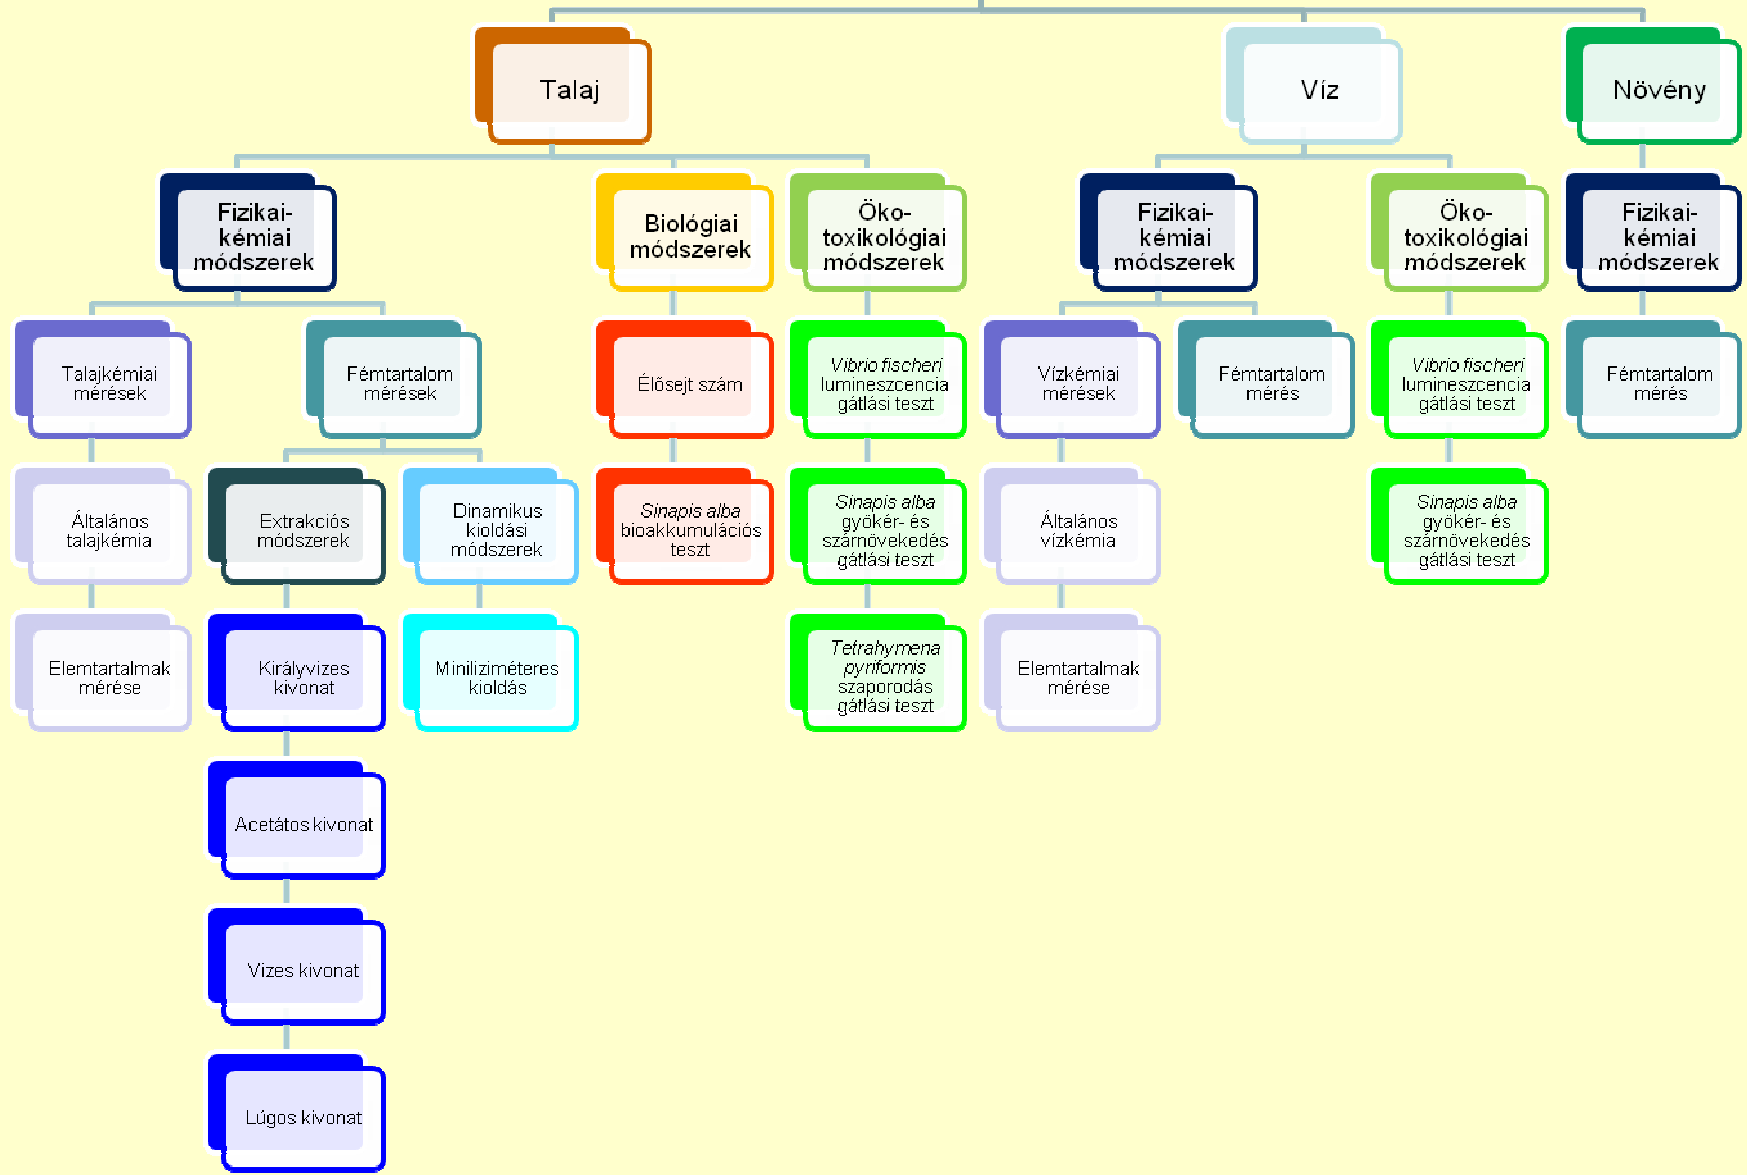 Talaj
Víz
Növény
Fizikai-
kémiai
módszerek
Biológiai
módszerek
Öko-
toxikológiai
módszerek
Fizikai-
kémiai
módszerek
Öko-
toxikológiai
módszerek
Fizikai-
kémiai
módszerek
Talajkémiai
mérések
Fémtartalom
mérések
Élősejt szám
Vibrio fischeri
lumineszcencia
gátlási teszt
Vízkémiai
mérések
Fémtartalom
mérés
Vibrio fischeri
lumineszcencia
gátlási teszt
Fémtartalom
mérés
Általános
talajkémia
Extrakciós
módszerek
Dinamikus
kioldási
módszerek
Sinapis alba
bioakkumulációs
teszt
Sinapis alba
gyökér- és
szárnövekedés
gátlási teszt
Általános
vízkémia
Sinapis alba
gyökér- és
szárnövekedés
gátlási teszt
Elemtartalmak
mérése
Királyvizes
kivonat
Miniliziméteres
kioldás
Tetrahymena
pyriformis
szaporodás
gátlási teszt
Elemtartalmak
mérése
Acetátos kivonat
Vizes kivonat
Lúgos kivonat